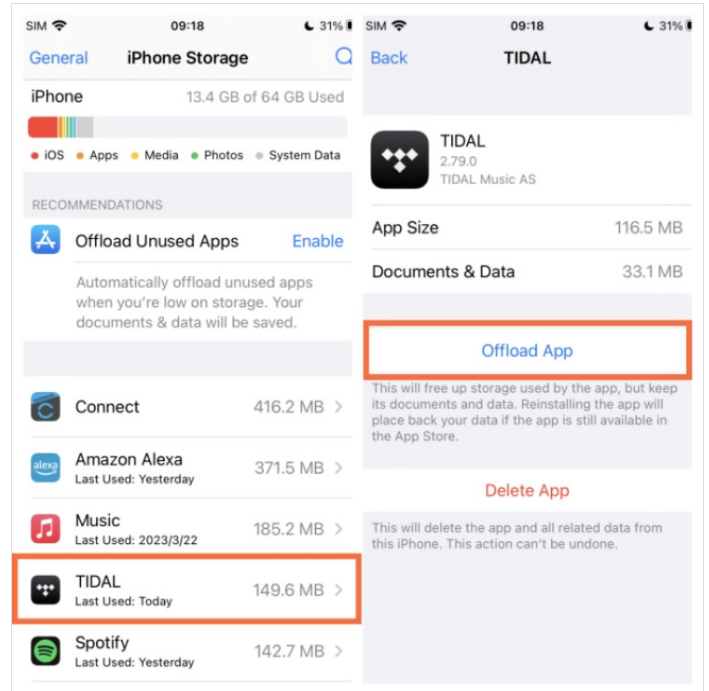 SIM 09:18 31%
General iPhone Storage
iPhone 13.4 GB of 64 GB Used
iOS Apps Media Photos System Data
RECOMMENDATIONS
Offload Unused Apps Enable
Automatically offload unused apps
when you're low on storage. Your
documents & data will be saved.
Connect 416.2 MB
alexa
Amazon Alexa 371.5 MB
Last Used: Yesterday
Music 185.2 MB
Last Used: 2023/3/22
TIDAL 149.6 MB
Last Used: Today
Spotify 142.7 MB
Last Used: Yesterday
SIM 09:18 31%
Back TIDAL
TIDAL
2.79.0
TIDAL Music AS
App Size 116.5 MB
Documents & Data 33.1 MB
Offload App
This will free up storage used by the app, but keep
its documents and data. Reinstalling the app will
place back your data if the app is still available in
the App Store.
Delete App
This will delete the app and all related data from
this iPhone. This action can't be undone.